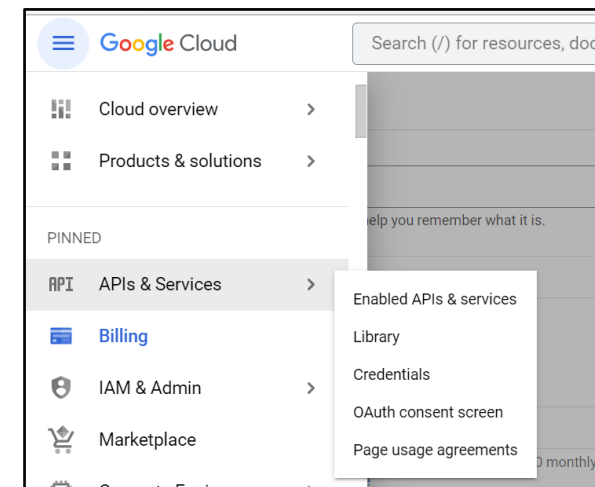 Google Cloud
Search (/) for resources, doc
Cloud overview
Products & solutions
help you remember what it is.
PINNED
API APIs & Services
Enabled APIs & services
Billing
Library
Credentials
IAM & Admin
OAuth consent screen
Marketplace
Page usage agreements
0 monthly